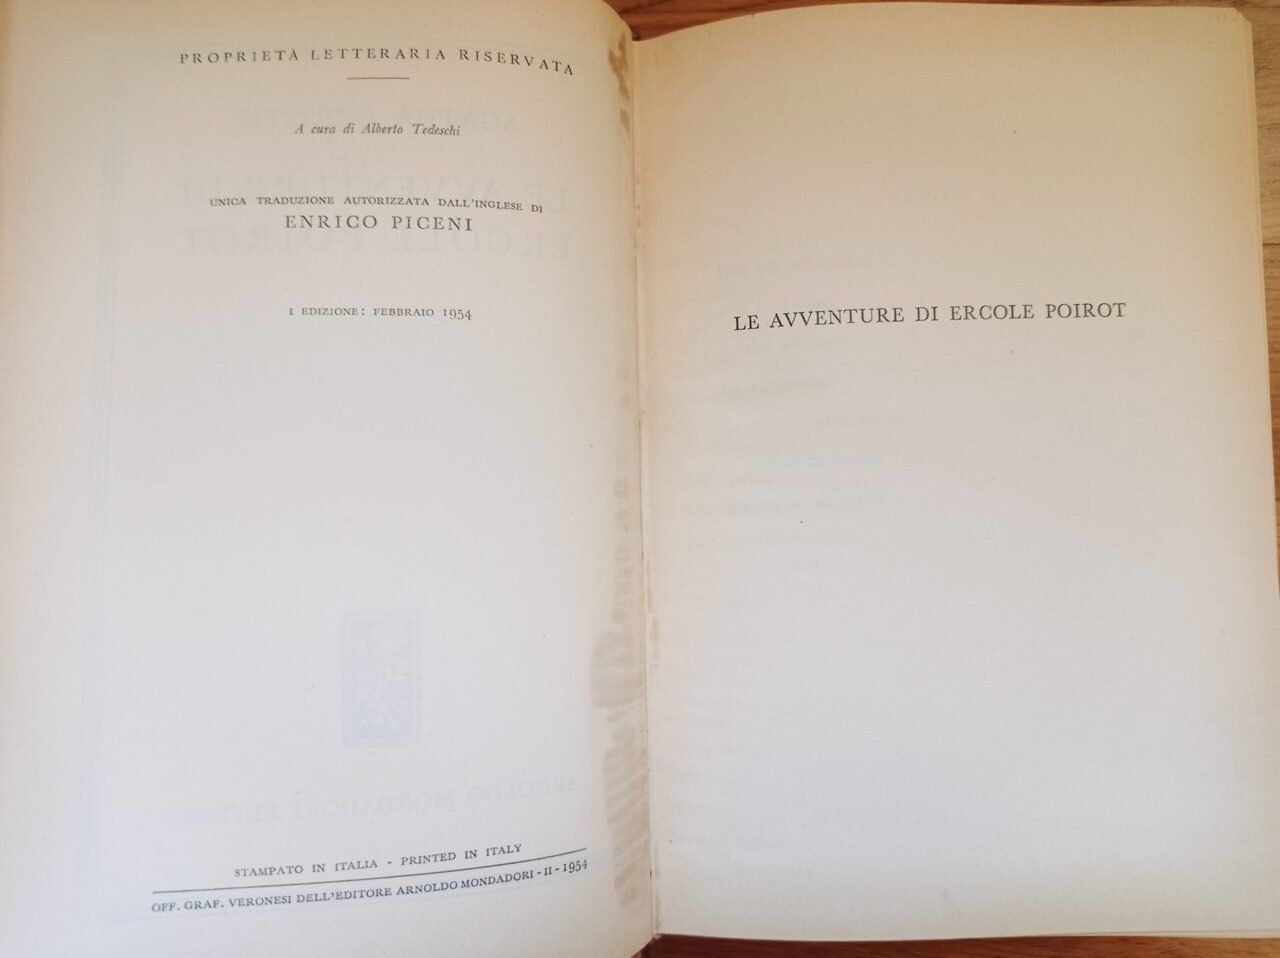 PROPRIETÀ LETTERARIA RISERVATA
A cura di Alberto Tedeschi
UNICA TRADUZIONE AUTORIZZATA DALL'INGLESE DI
ENRICO PICENI
I EDIZIONE: FEBBRAIO 1954
STAMPATO IN ITALIA - PRINTED IN ITALY
OFF. GRAF. VERONESI DELL'EDITORE ARNOLDO MONDADORI - II - 1954
LE AVVENTURE DI ERCOLE POIROT